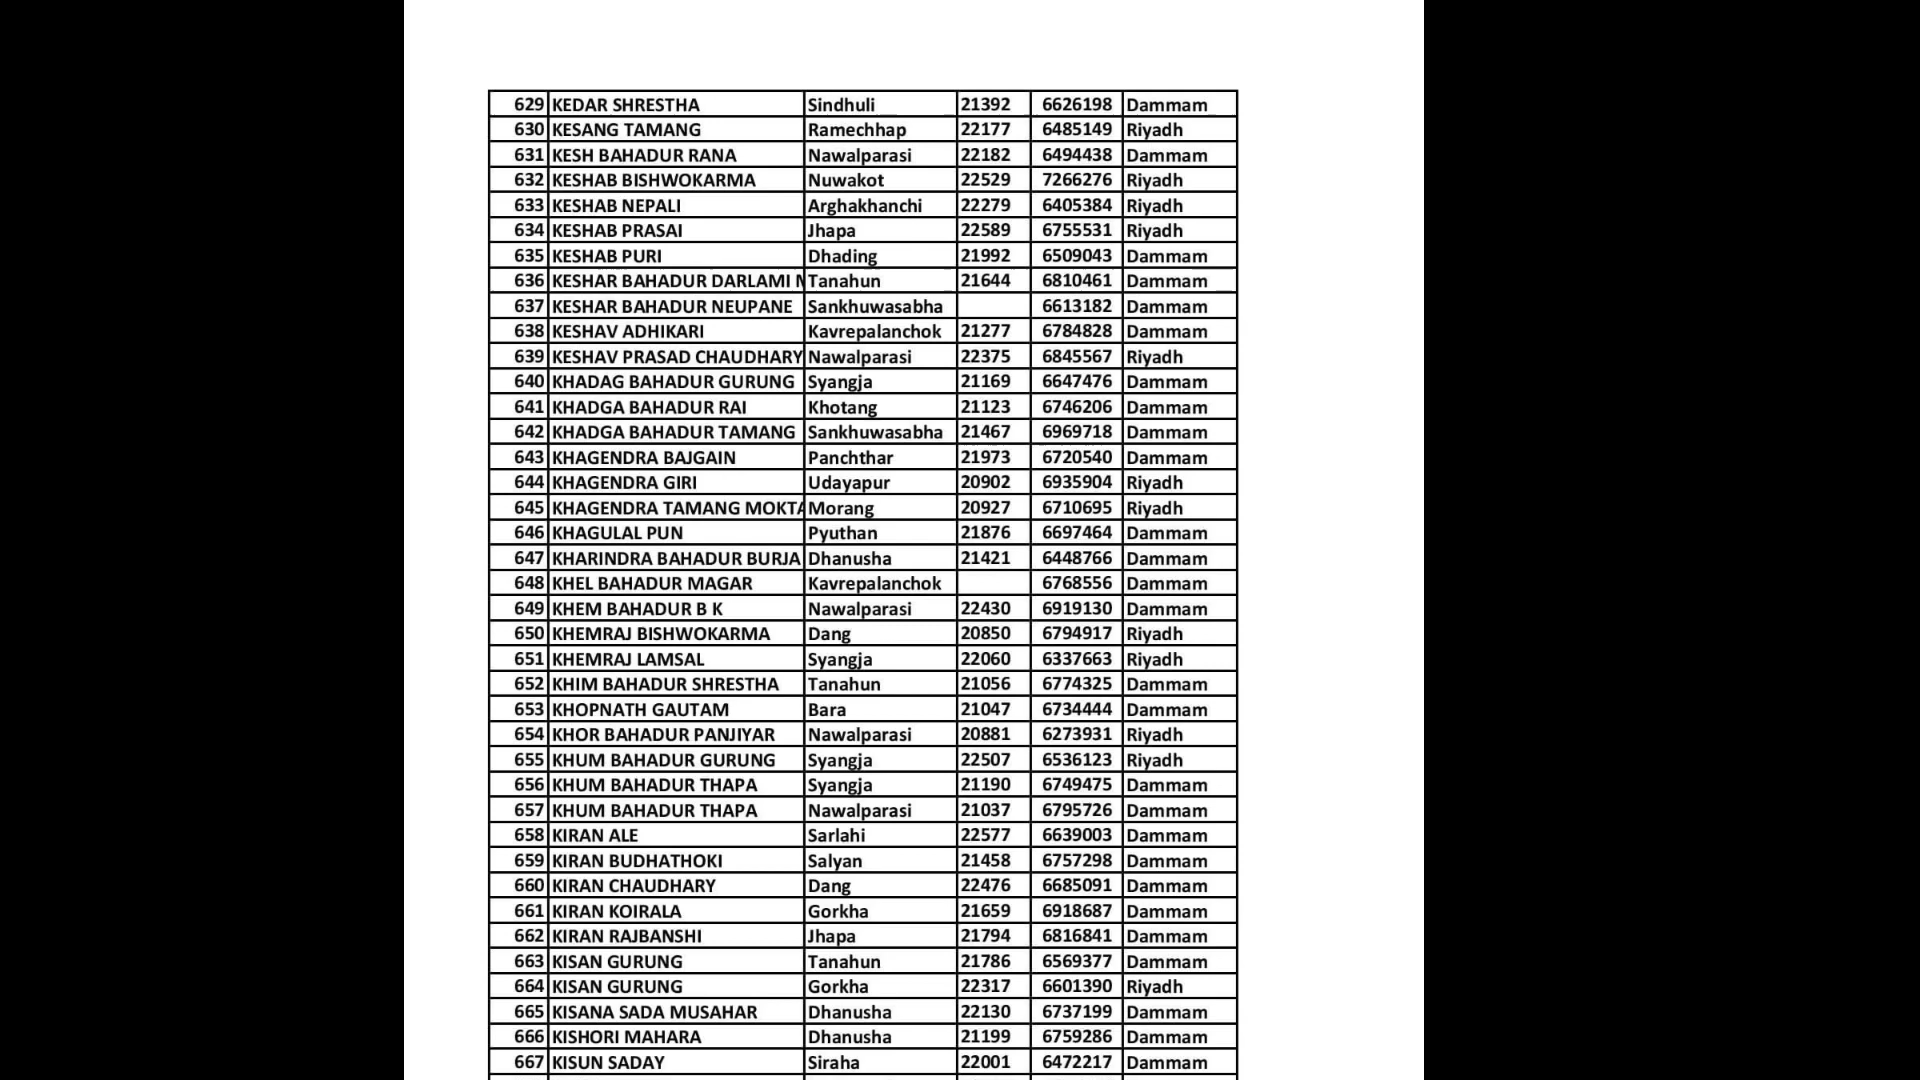 629 KEDAR SHRESTHA Sindhuli 21392 6626198 Dammam
630 KESANG TAMANG Ramechhap 22177 6485149 Riyadh
631 KESH BAHADUR RANA Nawalparasi 22182 6494438 Dammam
632 KESHAB BISHWOKARMA Nuwakot 22529 7266276 Riyadh
633 KESHAB NEPALI Arghakhanchi 22279 6405384 Riyadh
634 KESHAB PRASAI Jhapa 22589 6755531 Riyadh
635 KESHAB PURI Dhading 21992 6509043 Dammam
636 KESHAR BAHADUR DARLAMI Tanahun 21644 6810461 Dammam
637 KESHAR BAHADUR NEUPANE Sankhuwasabha 6613182 Dammam
638 KESHAV ADHIKARI Kavrepalanchok 21277 6784828 Dammam
639 KESHAV PRASAD CHAUDHARY Nawalparasi 22375 6845567 Riyadh
640 KHADAG BAHADUR GURUNG Syangja 21169 6647476 Dammam
641 KHADGA BAHADUR RAI Khotang 21123 6746206 Dammam
642 KHADGA BAHADUR TAMANG Sankhuwasabha 21467 6969718 Dammam
643 KHAGENDRA BAJGAIN Panchthar 21973 6720540 Dammam
644 KHAGENDRA GIRI Udayapur 20902 6935904 Riyadh
645 KHAGENDRA TAMANG MOKTA Morang 20927 6710695 Riyadh
646 KHAGULAL PUN Pyuthan 21876 6697464 Dammam
647 KHARINDRA BAHADUR BURJA Dhanusha 21421 6448766 Dammam
648 KHEL BAHADUR MAGAR Kavrepalanchok 6768556 Dammam
649 KHEM BAHADUR B K Nawalparasi 22430 6919130 Dammam
650 KHEMRAJ BISHWOKARMA Dang 20850 6794917 Riyadh
651 KHEMRAJ LAMSAL Syangja 22060 6337663 Riyadh
652 KHIM BAHADUR SHRESTHA Tanahun 21056 6774325 Dammam
653 KHOPNATH GAUTAM Bara 21047 6734444 Dammam
654 KHOR BAHADUR PANJIYAR Nawalparasi 20881 6273931 Riyadh
655 KHUM BAHADUR GURUNG Syangja 22507 6536123 Riyadh
656 KHUM BAHADUR THAPA Syangja 21190 6749475 Dammam
657 KHUM BAHADUR THAPA Nawalparasi 21037 6795726 Dammam
658 KIRAN ALE Sarlahi 22577 6639003 Dammam
659 KIRAN BUDHATHOKI Salyan 21458 6757298 Dammam
660 KIRAN CHAUDHARY Dang 22476 6685091 Dammam
661 KIRAN KOIRALA Gorkha 21659 6918687 Dammam
662 KIRAN RAJBANSHI Jhapa 21794 6816841 Dammam
663 KISAN GURUNG Tanahun 21786 6569377 Dammam
664 KISAN GURUNG Gorkha 22317 6601390 Riyadh
665 KISANA SADA MUSAHAR Dhanusha 22130 6737199 Dammam
666 KISHORI MAHARA Dhanusha 21199 6759286 Dammam
667 KISUN SADAY Siraha 22001 6472217 Dammam